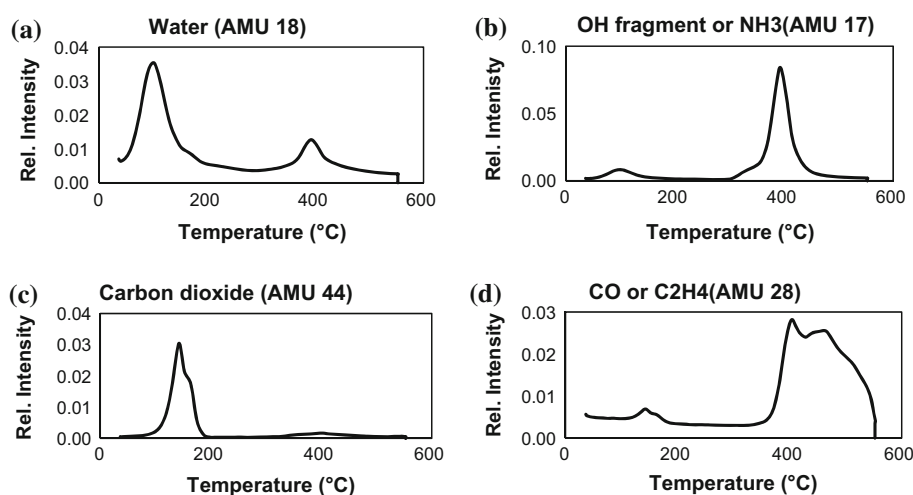 (a) Water (AMU 18)
Rel. Intensity
0.04
0.03
0.02
0.01
0.00
0 200 400 600
Temperature (°C)
(b) OH fragment or NH3(AMU 17)
Rel. Intenisty
0.10
0.05
0.00
0 200 400 600
Temperature (°C)
(c) Carbon dioxide (AMU 44)
Rel. Intensity
0.04
0.03
0.02
0.01
0.00
0 200 400 600
Temperature (°C)
(d) CO or C2H4(AMU 28)
Rel. Intensity
0.03
0.02
0.01
0.00
0 200 400 600
Temperature (°C)